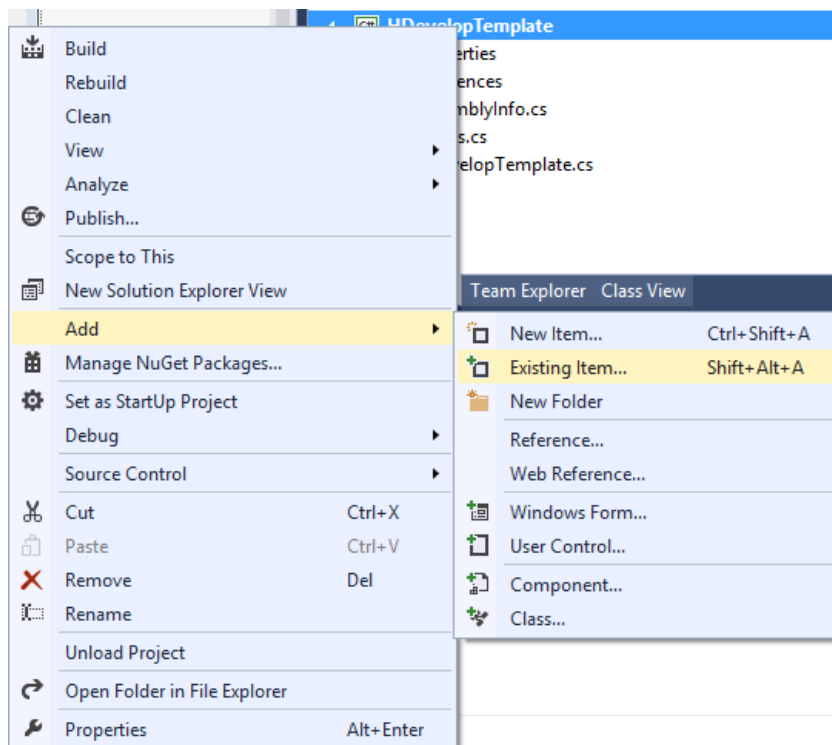 C# HDevelopTemplate
erties
ences
mblyInfo.cs
s.cs
elopTemplate.cs
Team Explorer Class View
Build
Rebuild
Clean
View
Analyze
Publish...
Scope to This
New Solution Explorer View
Add
Manage NuGet Packages...
Set as StartUp Project
Debug
Source Control
Cut Ctrl+X
Paste Ctrl+V
Remove Del
Rename
Unload Project
Open Folder in File Explorer
Properties Alt+Enter
New Item... Ctrl+Shift+A
Existing Item... Shift+Alt+A
New Folder
Reference...
Web Reference...
Windows Form...
User Control...
Component...
Class...